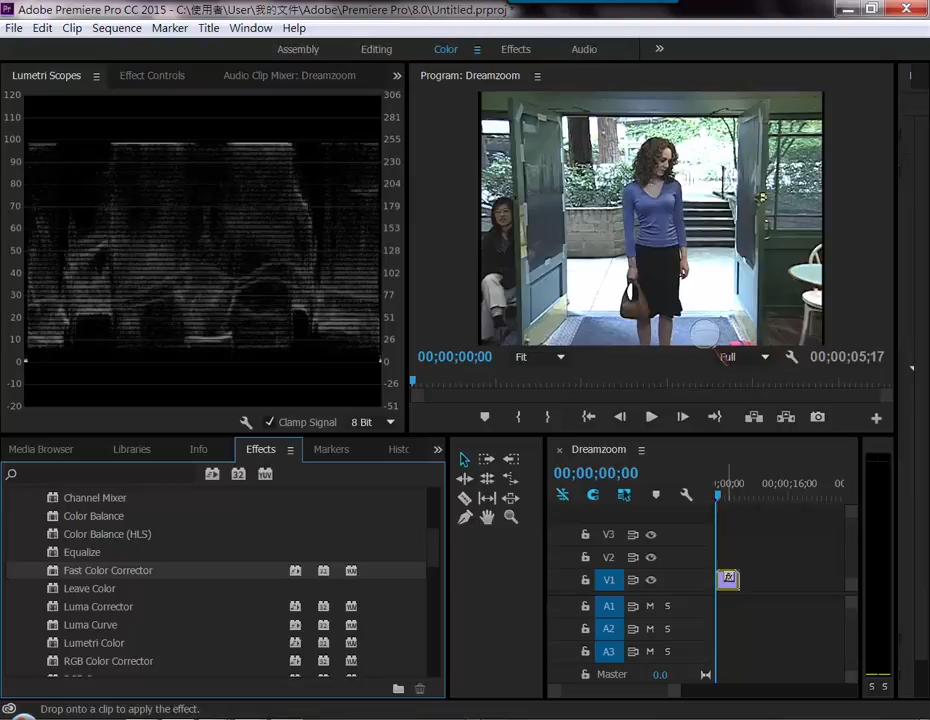 Adobe Premiere Pro CC 2015 - C:\使用者\User\我的文件\Adobe\Premiere Pro\8.0\Untitled.prproj *
File Edit Clip Sequence Marker Title Window Help
Assembly Editing Color Effects Audio
Lumetri Scopes Effect Controls Audio Clip Mixer: Dreamzoom
Program: Dreamzoom
120 306
110 281
100 255
90 230
80 204
70 179
60 153
50 128
40 102
30 77
20 51
10 26
0 0
-10 -26
-20 -51
Clamp Signal 8 Bit
00;00;00;00 Fit Full 00;00;05;17
Media Browser Libraries Info Effects Markers Histc
Channel Mixer
Color Balance
Color Balance (HLS)
Equalize
Fast Color Corrector
Leave Color
Luma Corrector
Luma Curve
Lumetri Color
RGB Color Corrector
Dreamzoom
00;00;00;00
;00;00 00;00;16;00 00
V3
V2
V1
A1 M S
A2 M S
A3 M S
Master 0.0
S S
Drop onto a clip to apply the effect.